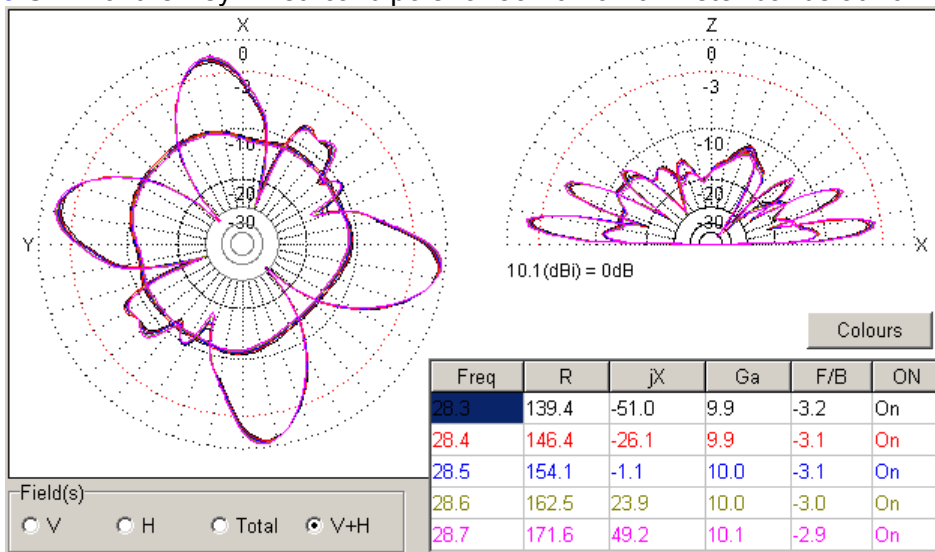 X
0
-3
-10
-20
-30
Y
Z
0
-3
-10
-20
-30
X
10.1(dBi) = 0dB
Colours
Freq R jX Ga F/B ON
28.3 139.4 -51.0 9.9 -3.2 On
28.4 146.4 -26.1 9.9 -3.1 On
28.5 154.1 -1.1 10.0 -3.1 On
28.6 162.5 23.9 10.0 -3.0 On
28.7 171.6 49.2 10.1 -2.9 On
Field(s)
V H Total V+H